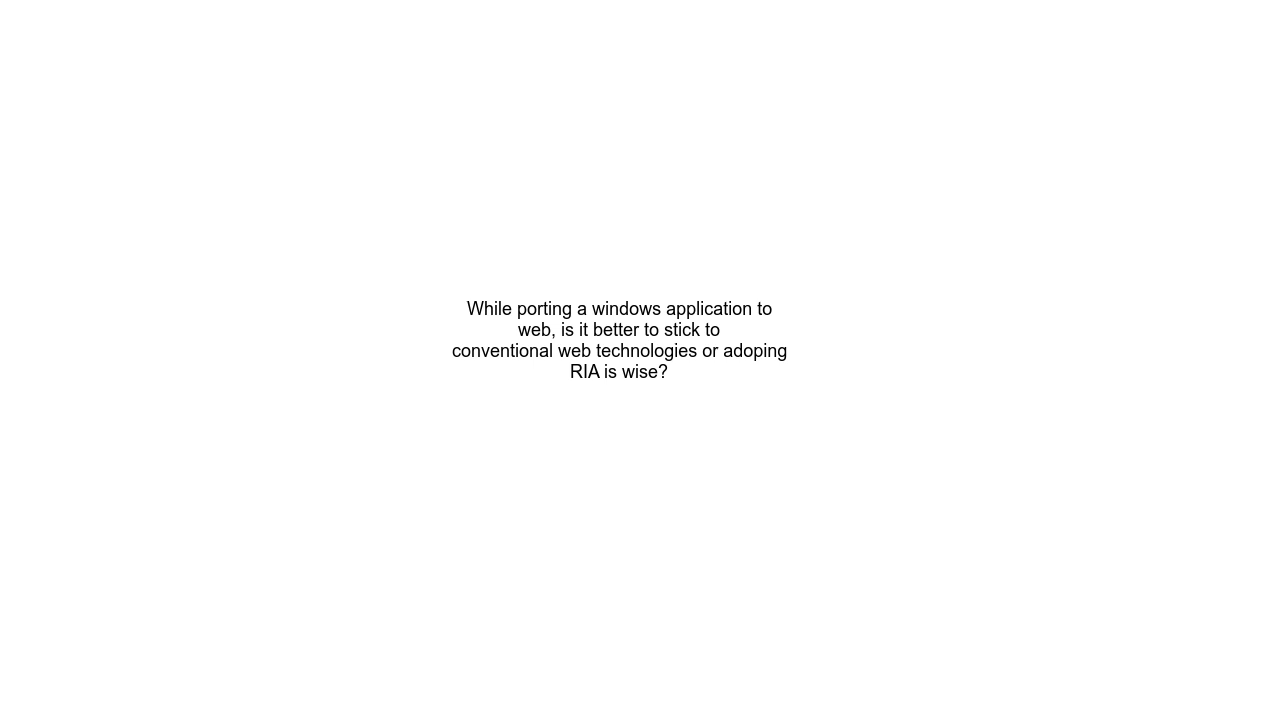 While porting a windows application to
web, is it better to stick to
conventional web technologies or adoping
RIA is wise?